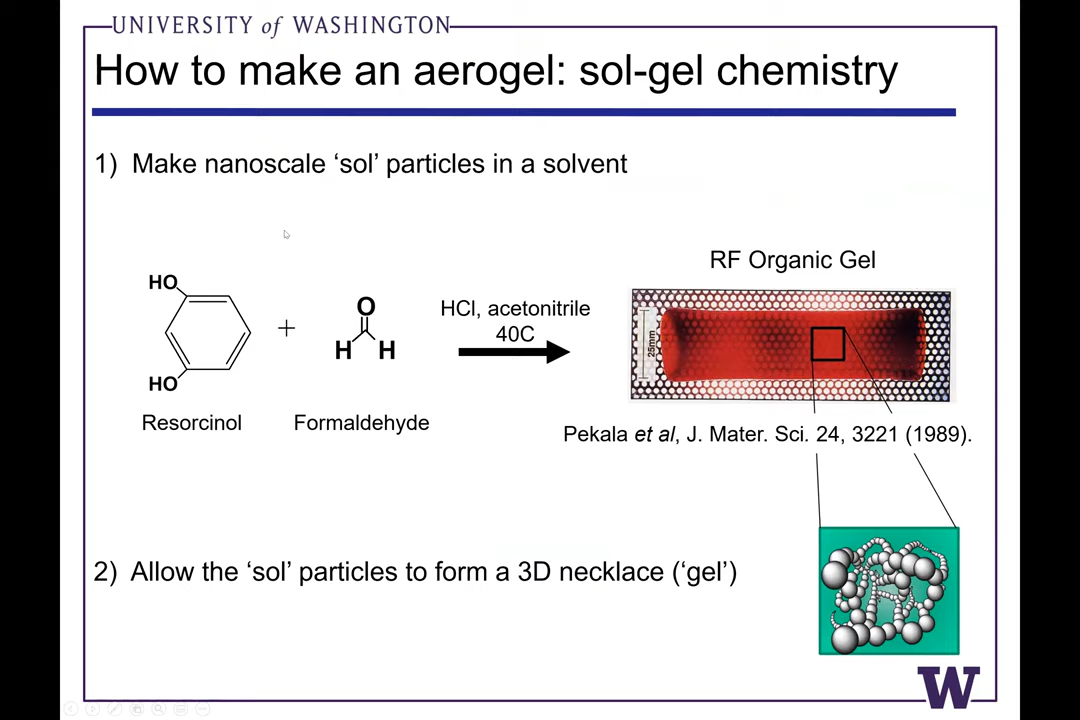 UNIVERSITY of WASHINGTON
How to make an aerogel: sol-gel chemistry
1) Make nanoscale ‘sol’ particles in a solvent
RF Organic Gel
HO
HO
Resorcinol
+
O
H H
Formaldehyde
HCl, acetonitrile
40C
25mm
Pekala et al, J. Mater. Sci. 24, 3221 (1989).
2) Allow the ‘sol’ particles to form a 3D necklace (‘gel’)
W